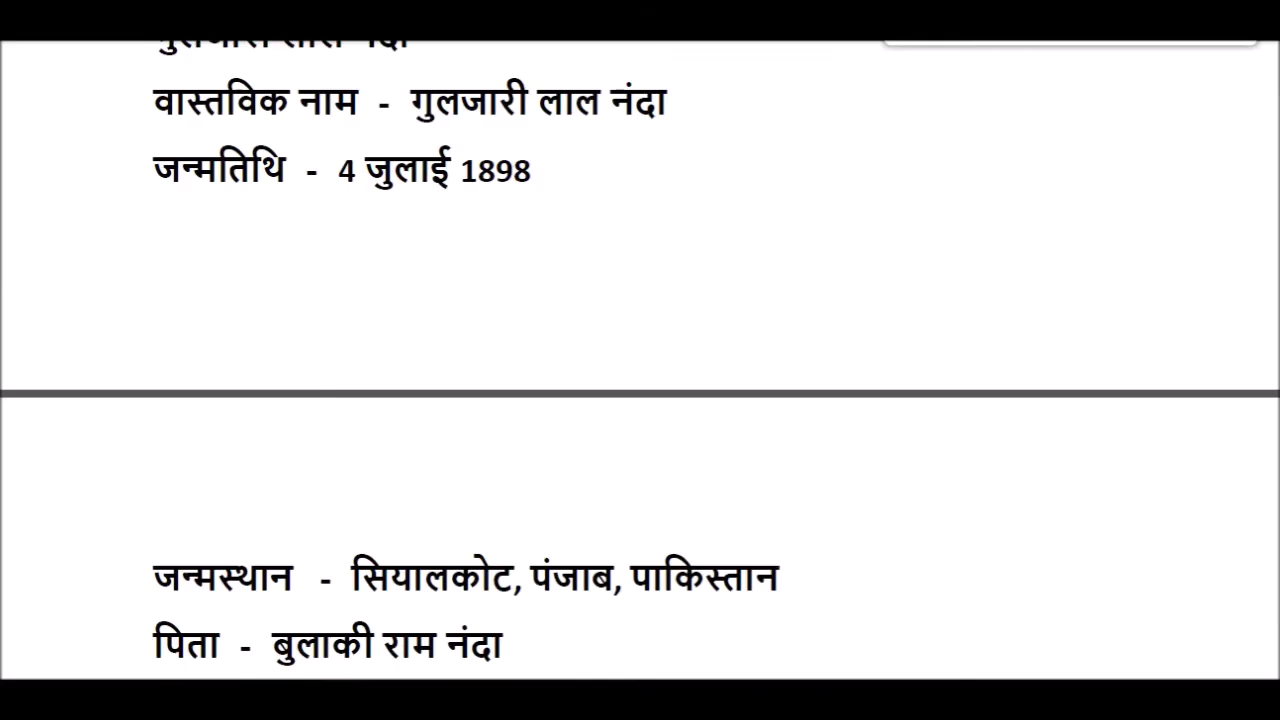 वास्तविक नाम - गुलजारी लाल नंदा
जन्मतिथि - 4 जुलाई 1898
जन्मस्थान - सियालकोट, पंजाब, पाकिस्तान
पिता - बुलाकी राम नंदा